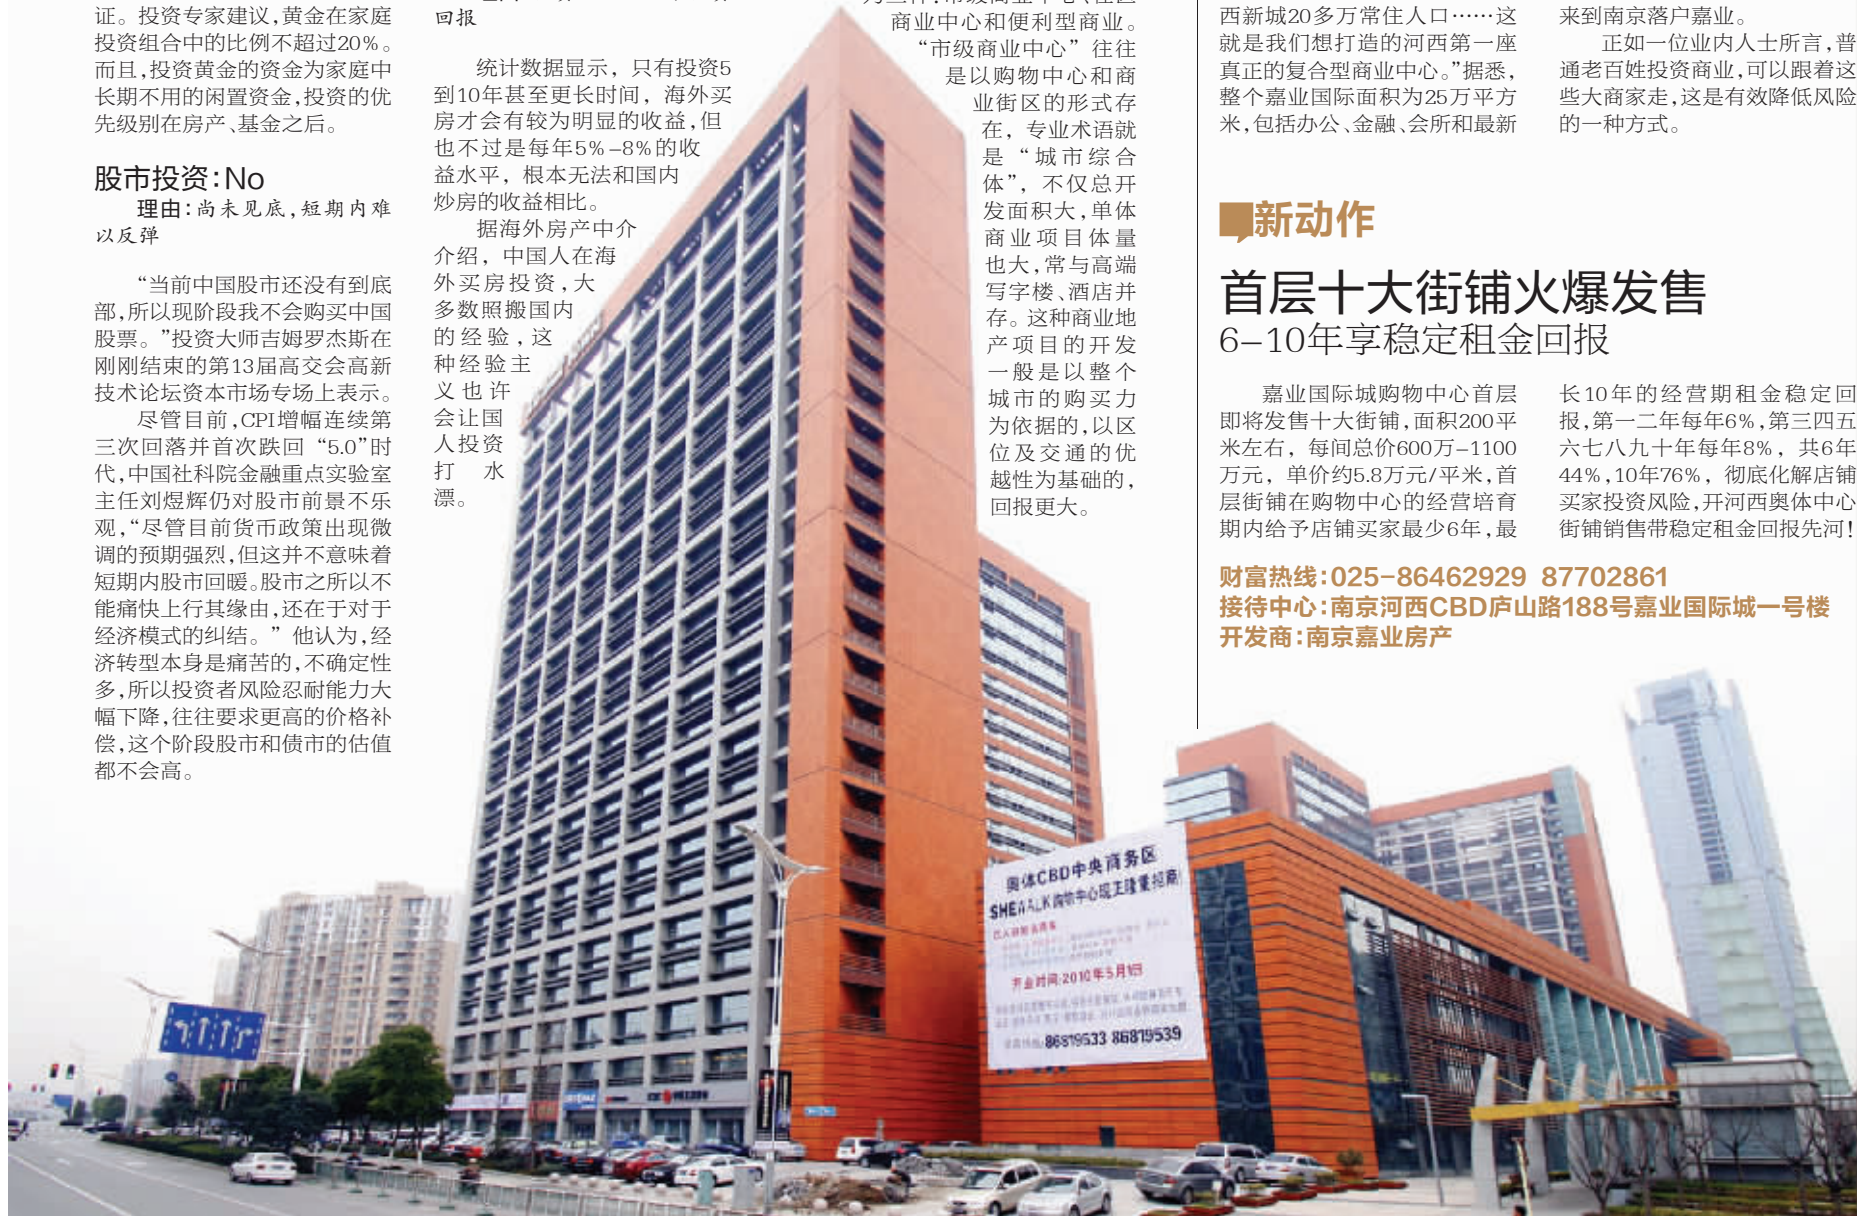 证。投资专家建议,黄金在家庭
投资组合中的比例不超过20%。
而且,投资黄金的资金为家庭中
长期不用的闲置资金,投资的优
先级别在房产、基金之后。
股市投资:No
理由:尚未见底,短期内难
以反弹
“当前中国股市还没有到底
部,所以现阶段我不会购买中国
股票。”投资大师吉姆罗杰斯在
刚刚结束的第13届高交会高新
技术论坛资本市场专场上表示。
尽管目前,CPI增幅连续第
三次回落并首次跌回“5.0”时
代,中国社科院金融重点实验室
主任刘煜辉仍对股市前景不乐
观,“尽管目前货币政策出现微
调的预期强烈,但这并不意味着
短期内股市回暖。股市之所以不
能痛快上行其缘由,还在于对于
经济模式的纠结。”他认为,经
济转型本身是痛苦的,不确定性
多,所以投资者风险忍耐能力大
幅下降,往往要求更高的价格补
偿,这个阶段股市和债市的估值
都不会高。
回报
统计数据显示,只有投资5
到10年甚至更长时间,海外买
房才会有较为明显的收益,但
也不过是每年5%-8%的收
益水平,根本无法和国内
炒房的收益相比。
据海外房产中介
介绍,中国人在海
外买房投资,大
多数照搬国内
的经验,这
种经验主
义也许
会让国
人投资
打水
漂。
商业中心和便利型商业。
“市级商业中心”往往
是以购物中心和商
业街区的形式存
在,专业术语就
是“城市综合
体”,不仅总开
发面积大,单体
商业项目体量
也大,常与高端
写字楼、酒店并
存。这种商业地
产项目的开发
一般是以整个
城市的购买力
为依据的,以区
位及交通的优
越性为基础的,
回报更大。
西新城20多万常住人口……这
就是我们想打造的河西第一座
真正的复合型商业中心。”据悉,
整个嘉业国际面积为25万平方
米,包括办公、金融、会所和最新
来到南京落户嘉业。
正如一位业内人士所言,普
通老百姓投资商业,可以跟着这
些大商家走,这是有效降低风险
的一种方式。
新动作
首层十大街铺火爆发售
6-10年享稳定租金回报
嘉业国际城购物中心首层
即将发售十大街铺,面积200平
米左右,每间总价600万-1100
万元,单价约5.8万元/平米,首
层街铺在购物中心的经营培育
期内给予店铺买家最少6年,最
长10年的经营期租金稳定回
报,第一二年每年6%,第三四五
六七八九十年每年8%,共6年
44%,10年76%,彻底化解店铺
买家投资风险,开河西奥体中心
街铺销售带稳定租金回报先河!
财富热线:025-86462929 87702861
接待中心:南京河西CBD庐山路188号嘉业国际城一号楼
开发商:南京嘉业房产
奥体CBD中央商务区
购物中心现正隆重招商
开业时间:2010年5月1日
86819533 86819539